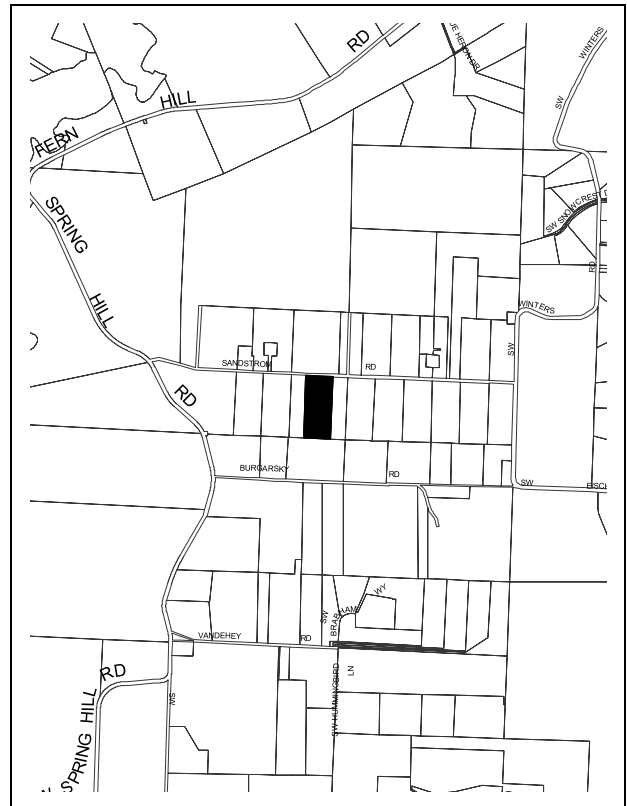 RD
SW WINTERS
HILL
FERN
SPRING
SW SNOWCREST
RD
HILL
WINTERS
SW
SANDSTROM RD
RD
BURGARSKY RD
SW
SW BRABHAM WY
VANDEHEY RD
LN
RD
SW HUMMINGBIRD
SW
SPRING HILL